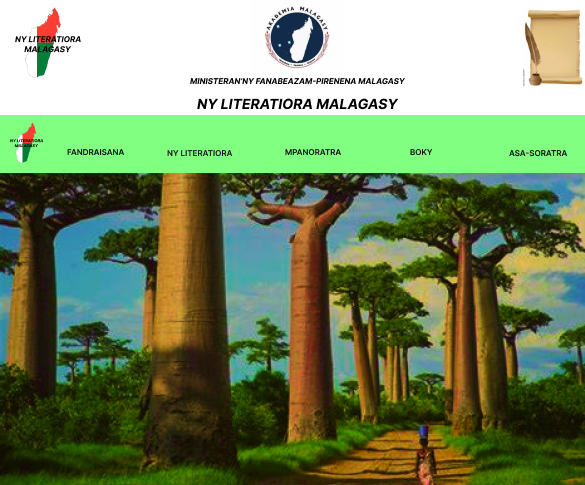 NY LITERATIORA
MALAGASY
AKADEMIA MALAGASY
MINISTERAN'NY FANABEAZAM-PIRENENA MALAGASY
NY LITERATIORA MALAGASY
NY LITERATIORA
MALAGASY
FANDRAISANA
NY LITERATIORA
MPANORATRA
BOKY
ASA-SORATRA